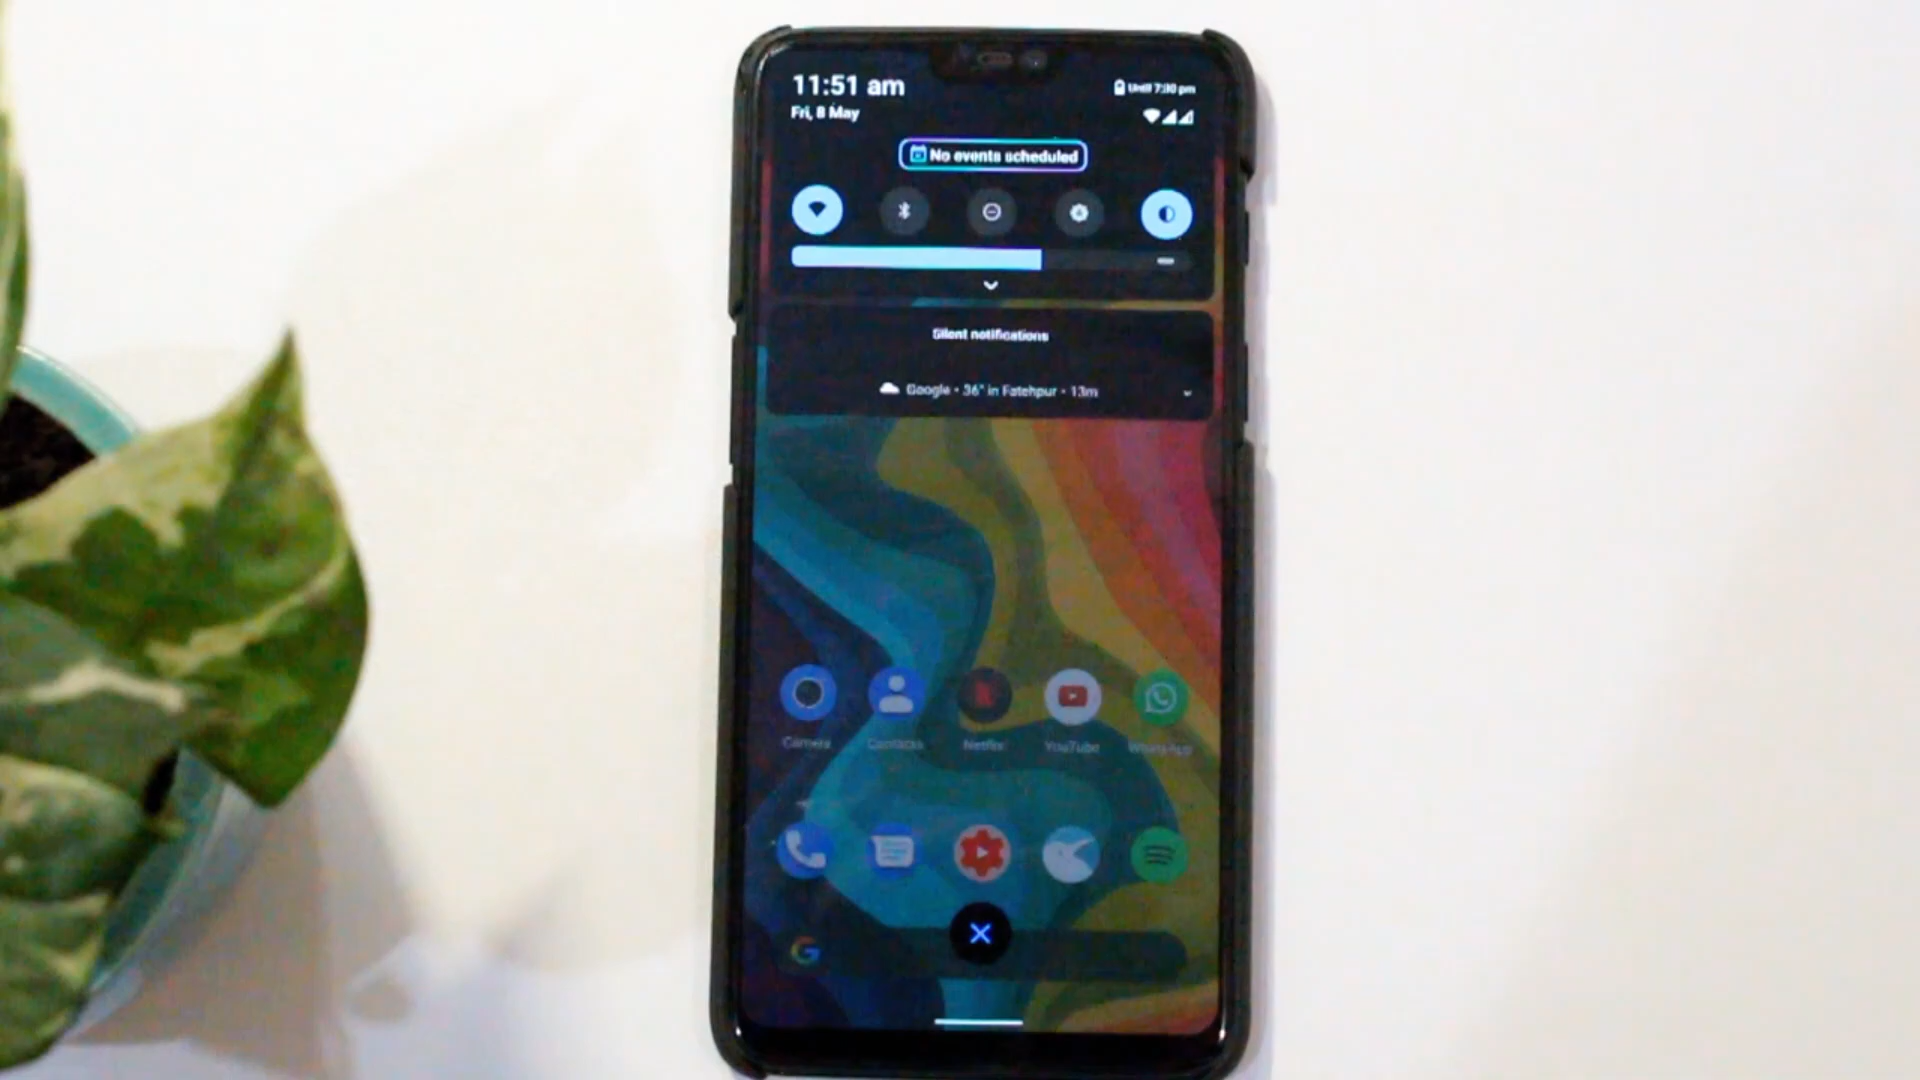 11:51 am
Until 7:30 pm
Fri, 8 May
No events scheduled
Silent notifications
Google • 36° in Fatehpur • 13m
Camera
Contacts
Netflix
YouTube
WhatsApp